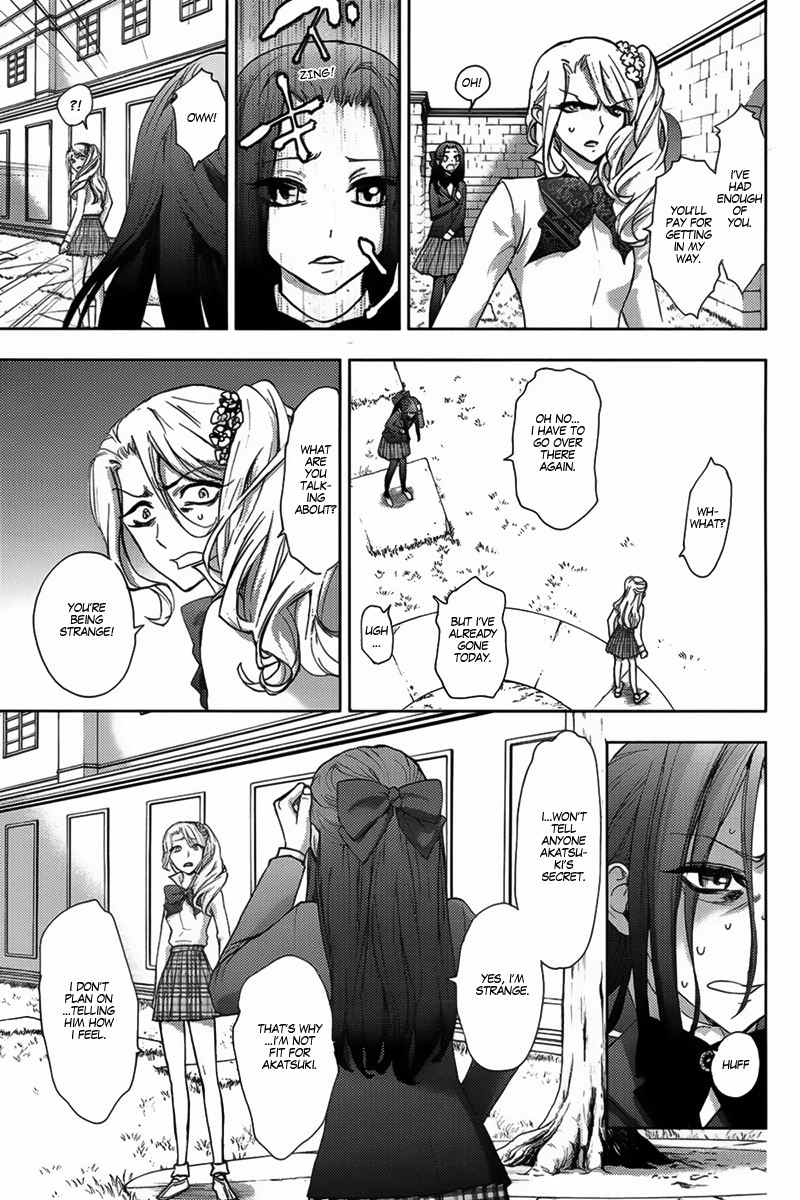 I'VE
HAD
ENOUGH
OF
YOU.
YOU'LL
PAY FOR
GETTING
IN MY
WAY.
OH!
ZING!
キ
OWW!
?!
WH-
WHAT?
OH NO...
I HAVE TO
GO OVER
THERE
AGAIN.
BUT I'VE
ALREADY
GONE
TODAY.
UGH
...
WHAT
ARE
YOU
TALK-
ING
ABOUT?
YOU'RE
BEING
STRANGE!
HUFF
I...WON'T
TELL
ANYONE
AKATSU-
KI'S
SECRET.
YES, I'M
STRANGE.
THAT'S WHY
...I'M NOT
FIT FOR
AKATSUKI.
I DON'T
PLAN ON
...TELLING
HIM HOW
I FEEL.